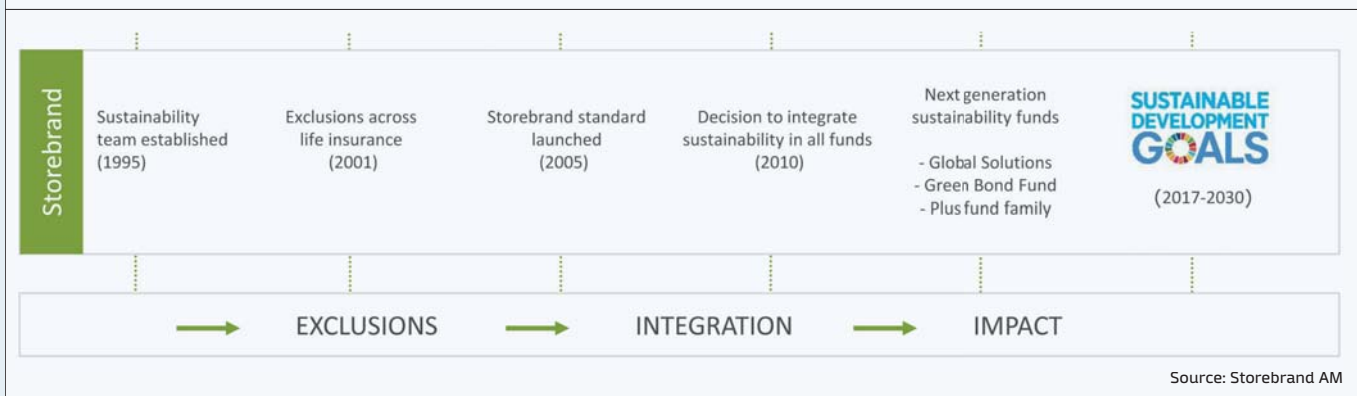 Storebrand
Sustainability
team established
(1995)
Exclusions across
life insurance
(2001)
Storebrand standard
launched
(2005)
Decision to integrate
sustainability in all funds
(2010)
Next generation
sustainability funds
- Global Solutions
- Green Bond Fund
- Plus fund family
SUSTAINABLE
DEVELOPMENT
GOALS
(2017-2030)
EXCLUSIONS
INTEGRATION
IMPACT
Source: Storebrand AM